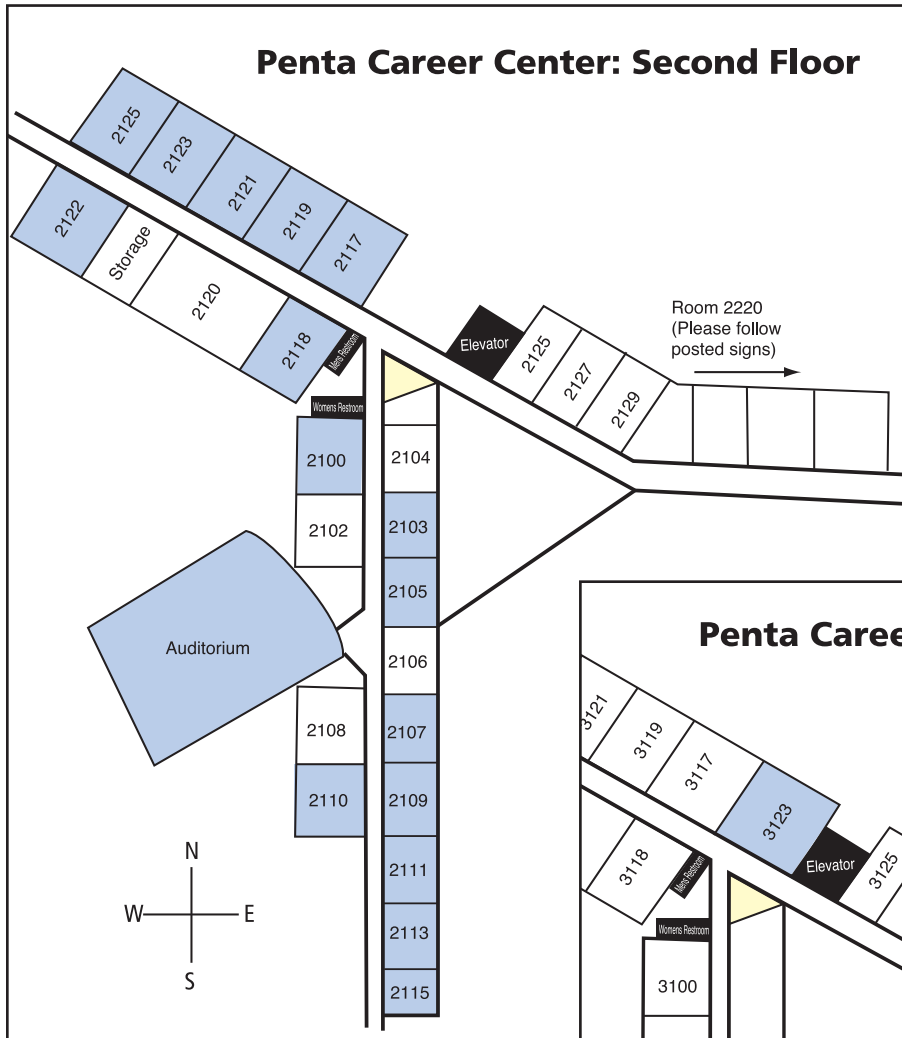 Penta Career Center: Second Floor
2125
2123
2121
2119
2117
2122
Storage
2120
2118
Mens Restroom
Elevator
2125
2127
2129
Room 2220
(Please follow
posted signs)
Womens Restroom
2100
2102
2104
2103
2105
2106
2107
2109
2111
2113
2115
Auditorium
2108
2110
N
W
E
S
Penta Caree
3121
3119
3117
3123
Elevator
3125
3118
Mens Restroom
Womens Restroom
3100